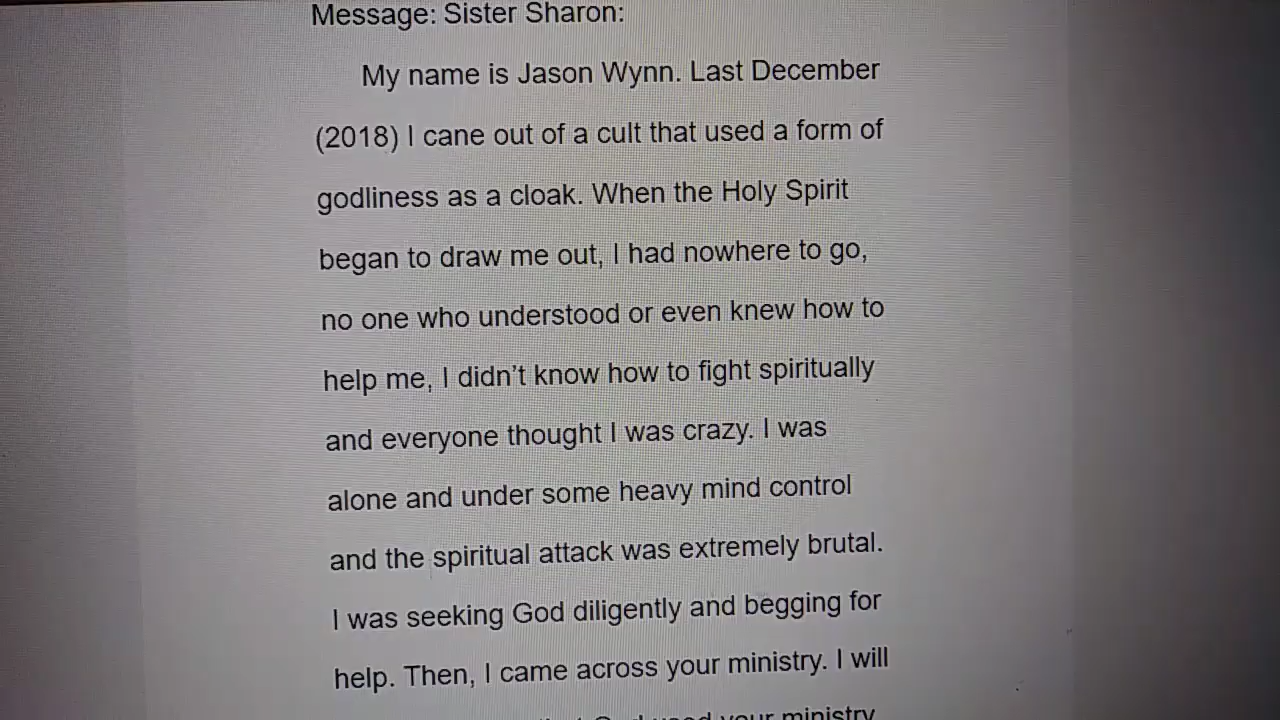 Message: Sister Sharon:
My name is Jason Wynn. Last December
(2018) I cane out of a cult that used a form of
godliness as a cloak. When the Holy Spirit
began to draw me out, I had nowhere to go,
no one who understood or even knew how to
help me, I didn’t know how to fight spiritually
and everyone thought I was crazy. I was
alone and under some heavy mind control
and the spiritual attack was extremely brutal.
I was seeking God diligently and begging for
help. Then, I came across your ministry. I will
your ministry